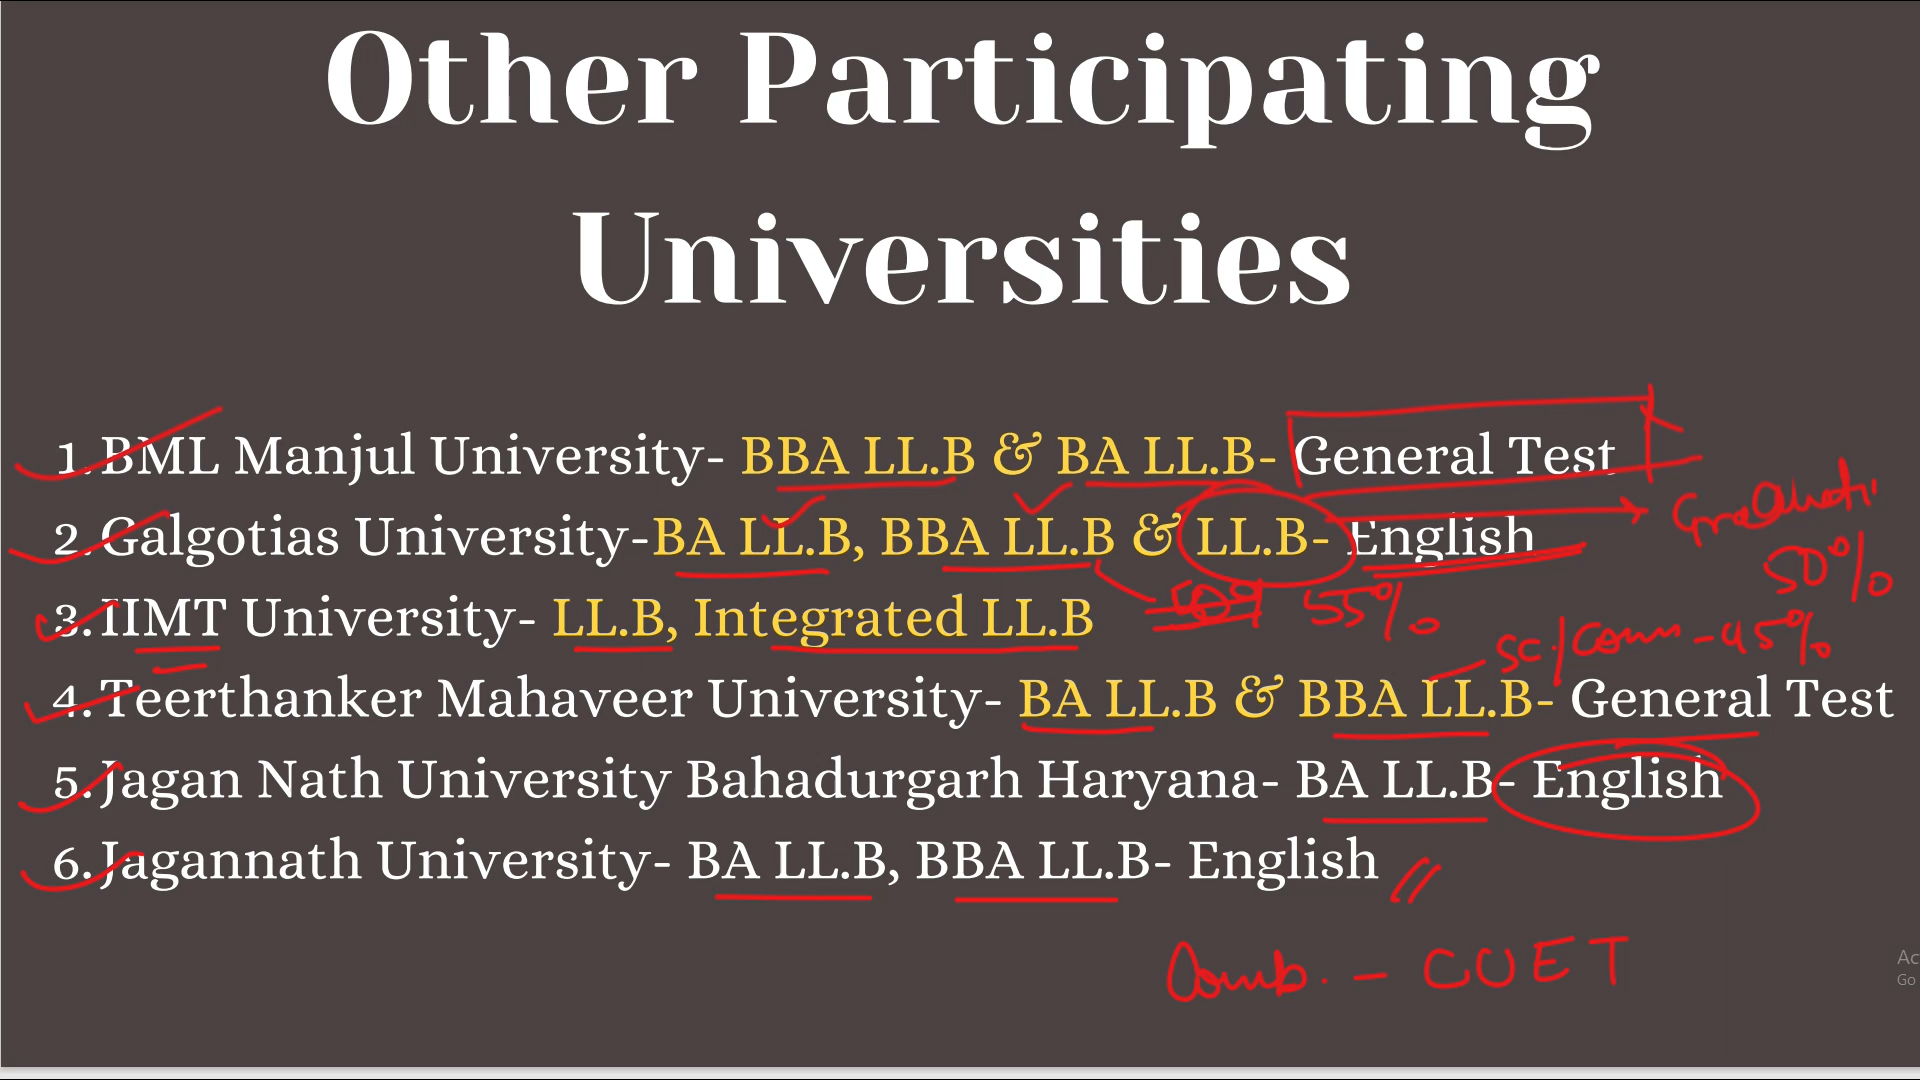 Other Participating
Universities
1. BML Manjul University- BBA LL.B & BA LL.B- General Test
2. Galgotias University-BA LL.B, BBA LL.B & LL.B- English
50%
55%
3. IIMT University- LL.B, Integrated LL.B
SC./Comm - 45%
4. Teerthanker Mahaveer University- BA LL.B & BBA LL.B- General Test
5. Jagan Nath University Bahadurgarh Haryana- BA LL.B- English
6. Jagannath University- BA LL.B, BBA LL.B- English
Comb. - CUET
Ac
Go